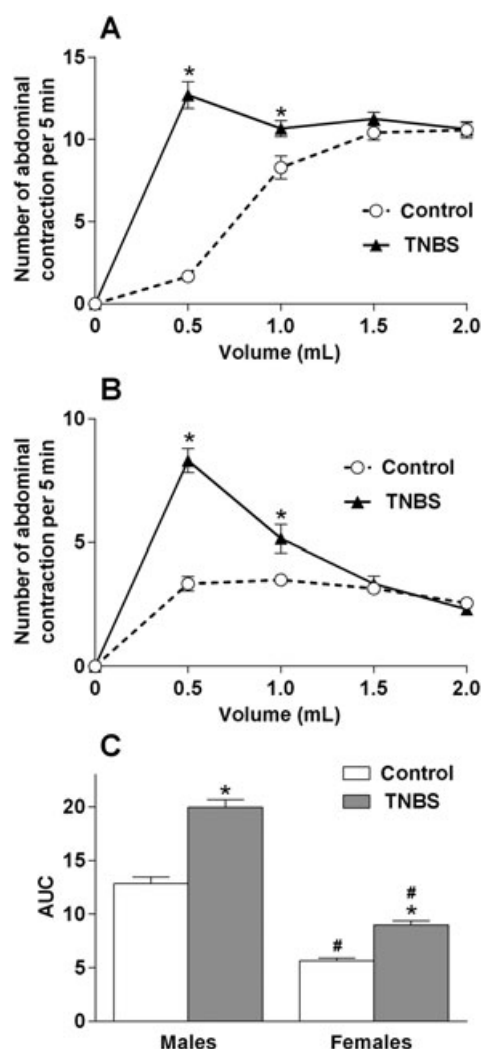 A
Number of abdominal
contraction per 5 min
15
10
5
0
*
*
Control
TNBS
0 0.5 1.0 1.5 2.0
Volume (mL)
B
Number of abdominal
contraction per 5 min
10
5
0
*
*
Control
TNBS
0 0.5 1.0 1.5 2.0
Volume (mL)
C
AUC
20
15
10
5
0
Control
TNBS
*
#
#
*
Males Females